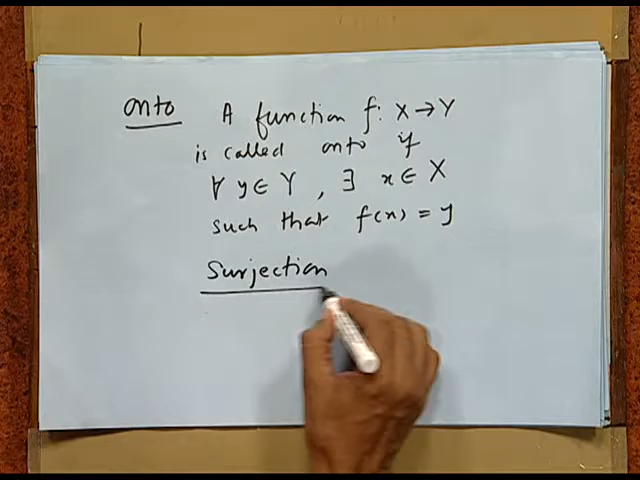 onto A function f: X → Y
is called onto if
∀ y ∈ Y , ∃ x ∈ X
such that f(x) = y
Surjection